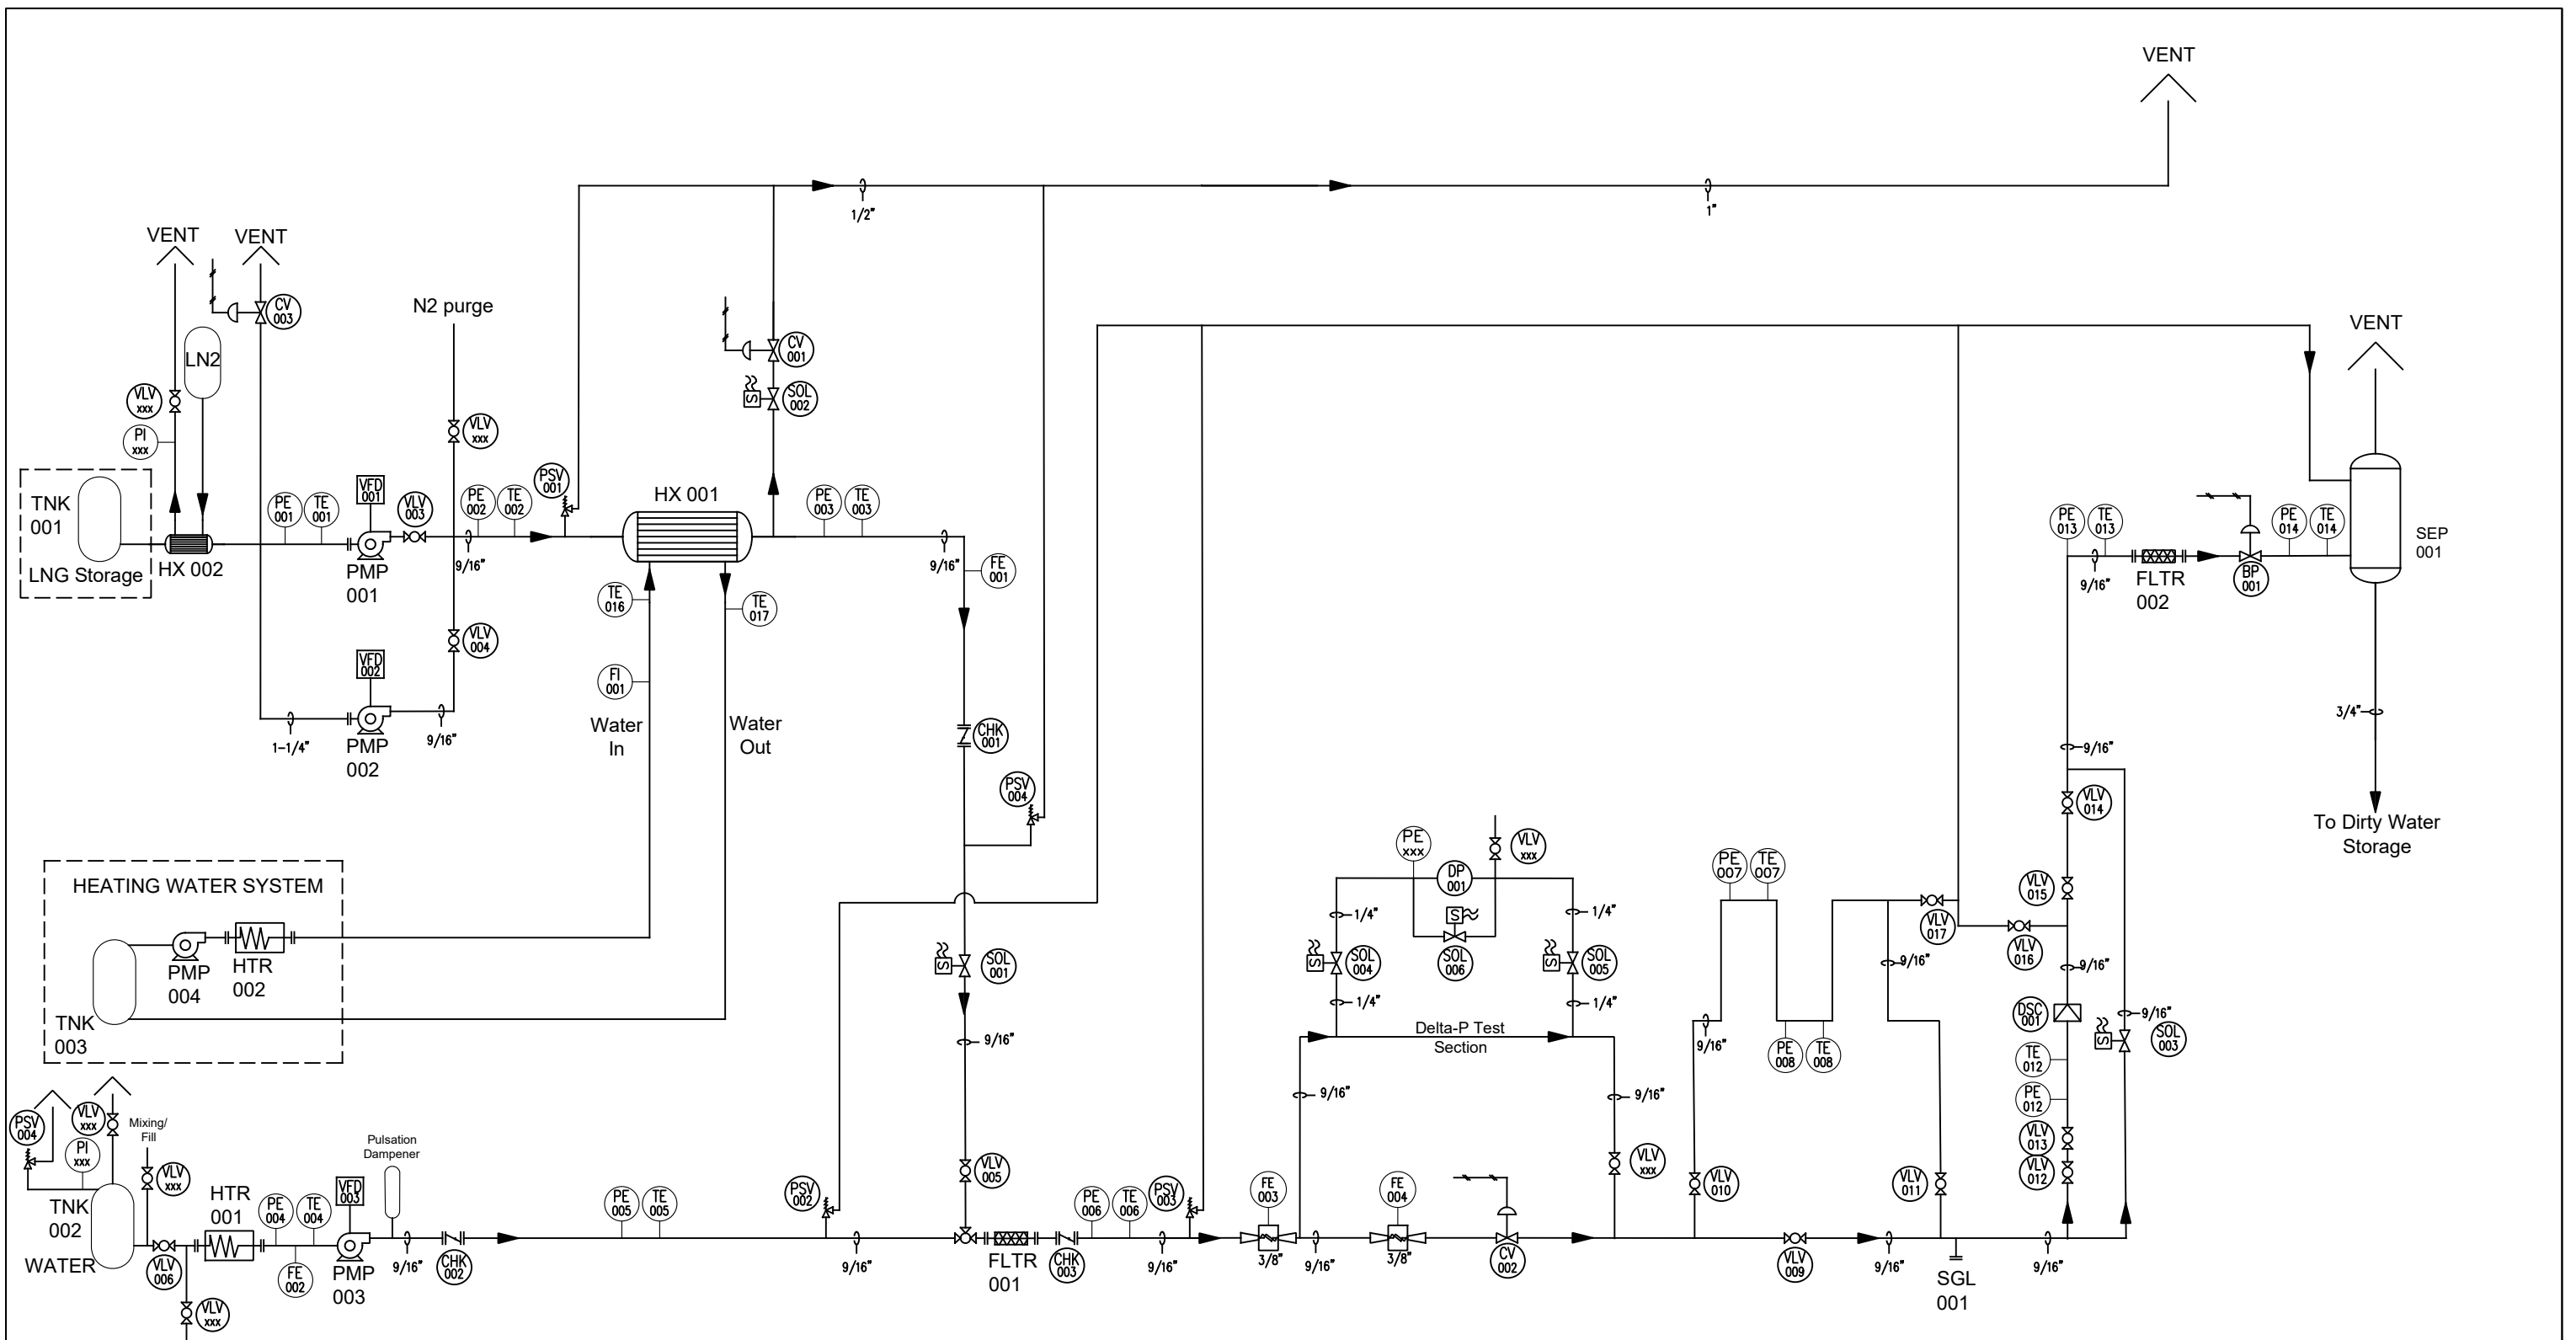 VENT
1/2"
1"
VENT
VENT
CV
003
N2 purge
LN2
VLV
xxx
PI
xxx
VLV
xxx
CV
001
SOL
002
VENT
TNK
001
LNG Storage
HX 002
PE
001
TE
001
VFD
001
PMP
001
VLV
003
PE
002
TE
002
9/16"
PSV
001
HX 001
PE
003
TE
003
9/16"
FE
001
TE
016
TE
017
FI
001
Water
In
Water
Out
VLV
004
VFD
002
1-1/4"
PMP
002
9/16"
CHK
001
PSV
004
PE
013
TE
013
9/16"
FLTR
002
BP
001
PE
014
TE
014
SEP
001
3/4"
To Dirty Water
Storage
9/16"
VLV
014
VLV
015
HEATING WATER SYSTEM
PMP
004
HTR
002
TNK
003
SOL
001
9/16"
VLV
005
PE
xxx
DP
001
VLV
xxx
1/4"
S
1/4"
S
SOL
004
SOL
006
S
SOL
005
1/4"
1/4"
Delta-P Test
Section
9/16"
9/16"
VLV
xxx
PE
007
TE
007
9/16"
PE
008
TE
008
VLV
017
9/16"
VLV
016
9/16"
DSC
001
9/16"
S
SOL
003
TE
012
PE
012
VLV
013
VLV
012
VLV
010
VLV
011
S
S
PSV
004
PI
xxx
VLV
xxx
Mixing/
Fill
VLV
xxx
TNK
002
WATER
VLV
006
VLV
xxx
HTR
001
PE
004
TE
004
FE
002
VFD
003
PMP
003
Pulsation
Dampener
9/16"
CHK
002
PE
005
TE
005
PSV
002
9/16"
FLTR
001
CHK
003
PE
006
TE
006
9/16"
PSV
003
FE
003
3/8"
9/16"
FE
004
3/8"
CV
002
VLV
009
9/16"
SGL
001
9/16"